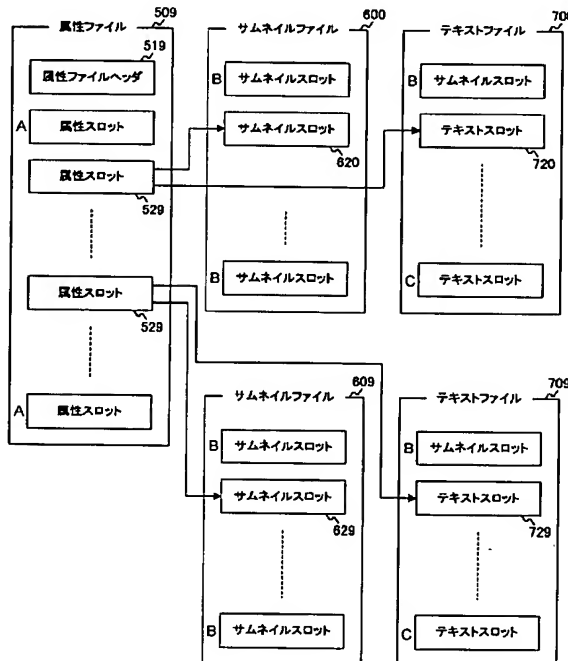 属性ファイル 509
属性ファイルヘッダ 519
A 属性スロット
属性スロット
529
属性スロット
529
A 属性スロット
サムネイルファイル 600
B サムネイルスロット
サムネイルスロット
620
B サムネイルスロット
テキストファイル
B サムネイルスロット
テキストスロット
720
C テキストスロット
サムネイルファイル 609
B サムネイルスロット
サムネイルスロット
629
B サムネイルスロット
テキストファイル 709
B サムネイルスロット
テキストスロット
729
C テキストスロット